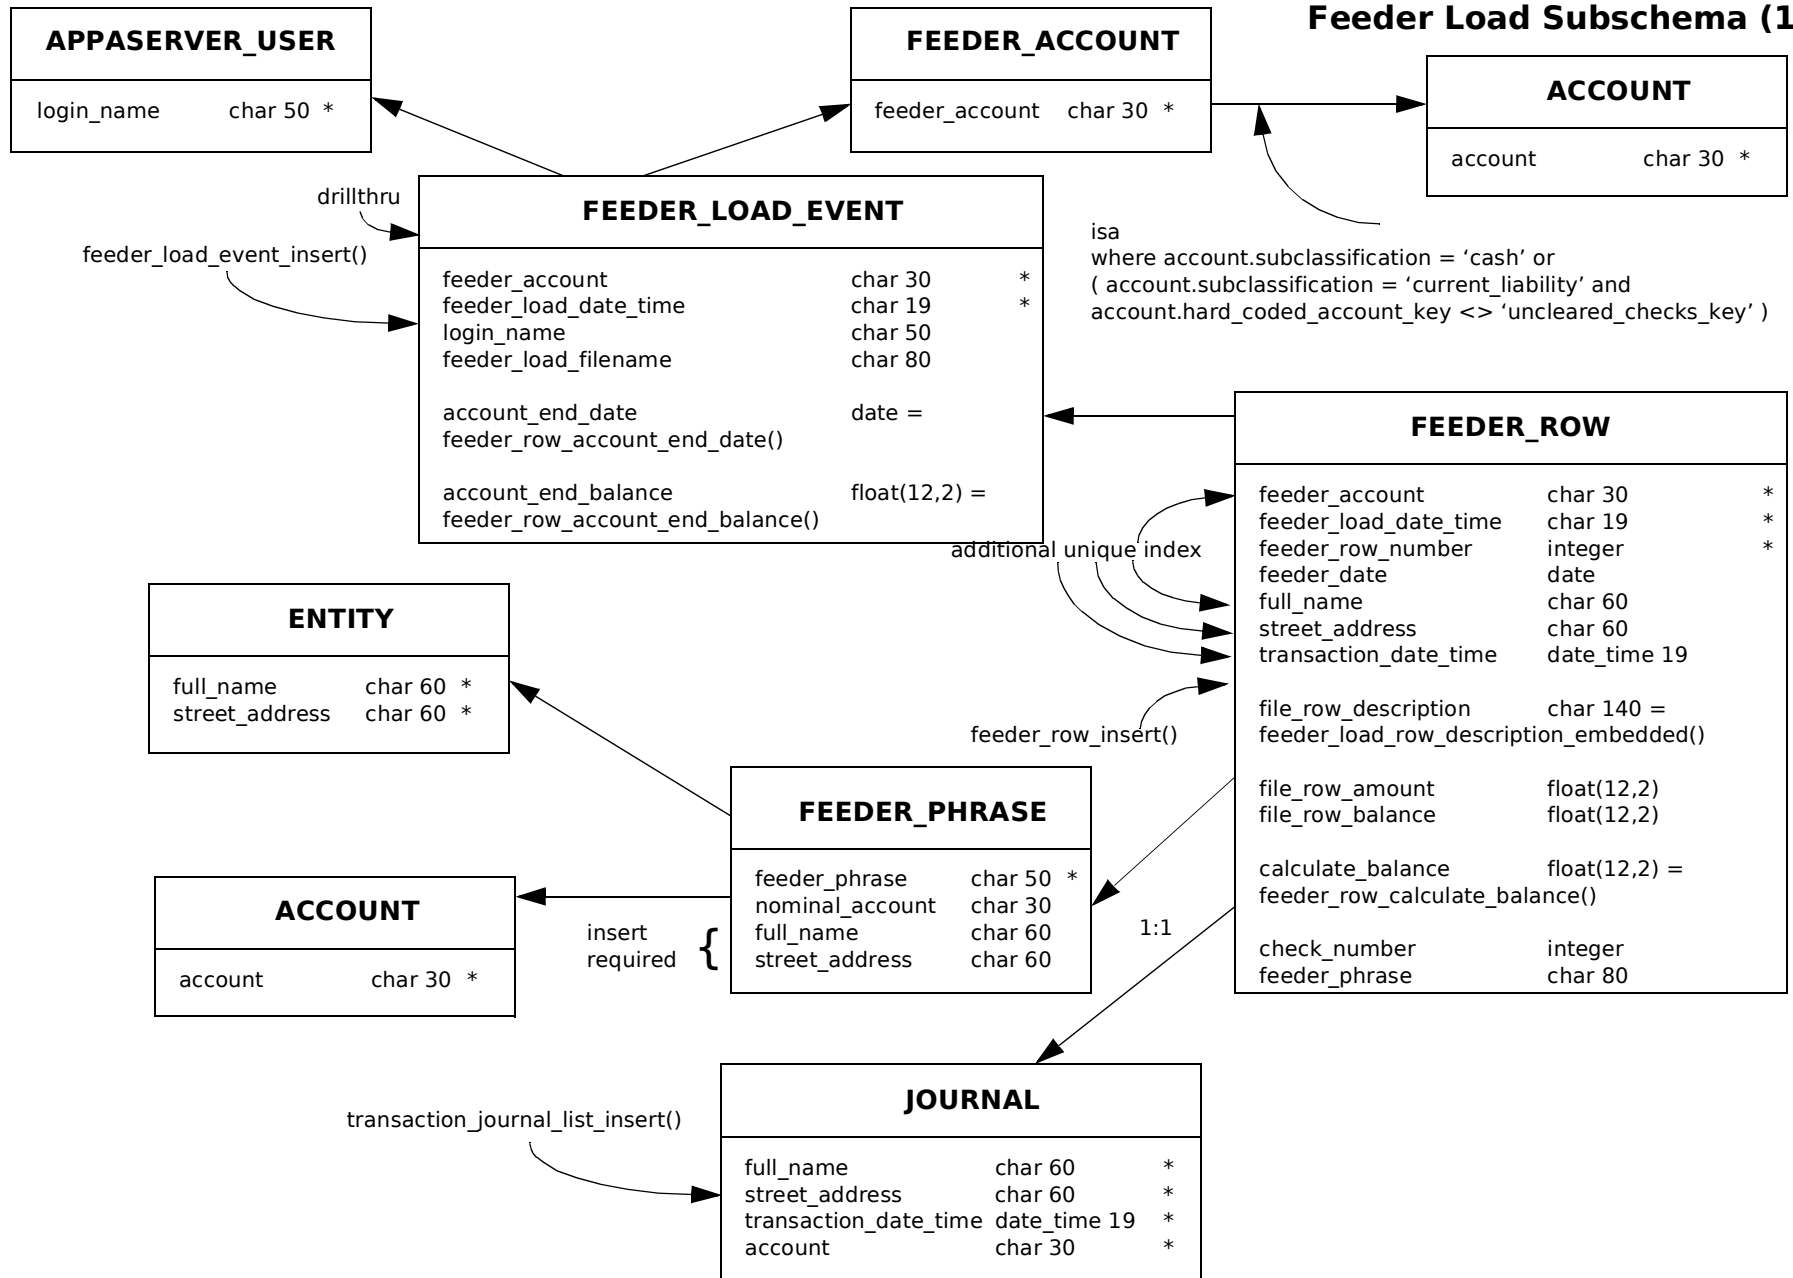 Feeder Load Subschema (1
APPASERVER_USER
login_name char 50 *
FEEDER_ACCOUNT
feeder_account char 30 *
ACCOUNT
account char 30 *
isa
where account.subclassification = ‘cash’ or
( account.subclassification = ‘current_liability’ and
account.hard_coded_account_key <> ‘uncleared_checks_key’ )
drillthru
feeder_load_event_insert()
FEEDER_LOAD_EVENT
feeder_account char 30 *
feeder_load_date_time char 19 *
login_name char 50
feeder_load_filename char 80
account_end_date date =
feeder_row_account_end_date()
account_end_balance float(12,2) =
feeder_row_account_end_balance()
additional unique index
feeder_row_insert()
FEEDER_ROW
feeder_account char 30 *
feeder_load_date_time char 19 *
feeder_row_number integer *
feeder_date date
full_name char 60
street_address char 60
transaction_date_time date_time 19
file_row_description char 140 =
feeder_load_row_description_embedded()
file_row_amount float(12,2)
file_row_balance float(12,2)
calculate_balance float(12,2) =
feeder_row_calculate_balance()
check_number integer
feeder_phrase char 80
ENTITY
full_name char 60 *
street_address char 60 *
FEEDER_PHRASE
feeder_phrase char 50 *
nominal_account char 30
full_name char 60
street_address char 60
insert
required {
1:1
ACCOUNT
account char 30 *
transaction_journal_list_insert()
JOURNAL
full_name char 60 *
street_address char 60 *
transaction_date_time date_time 19 *
account char 30 *